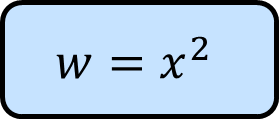 w = x²